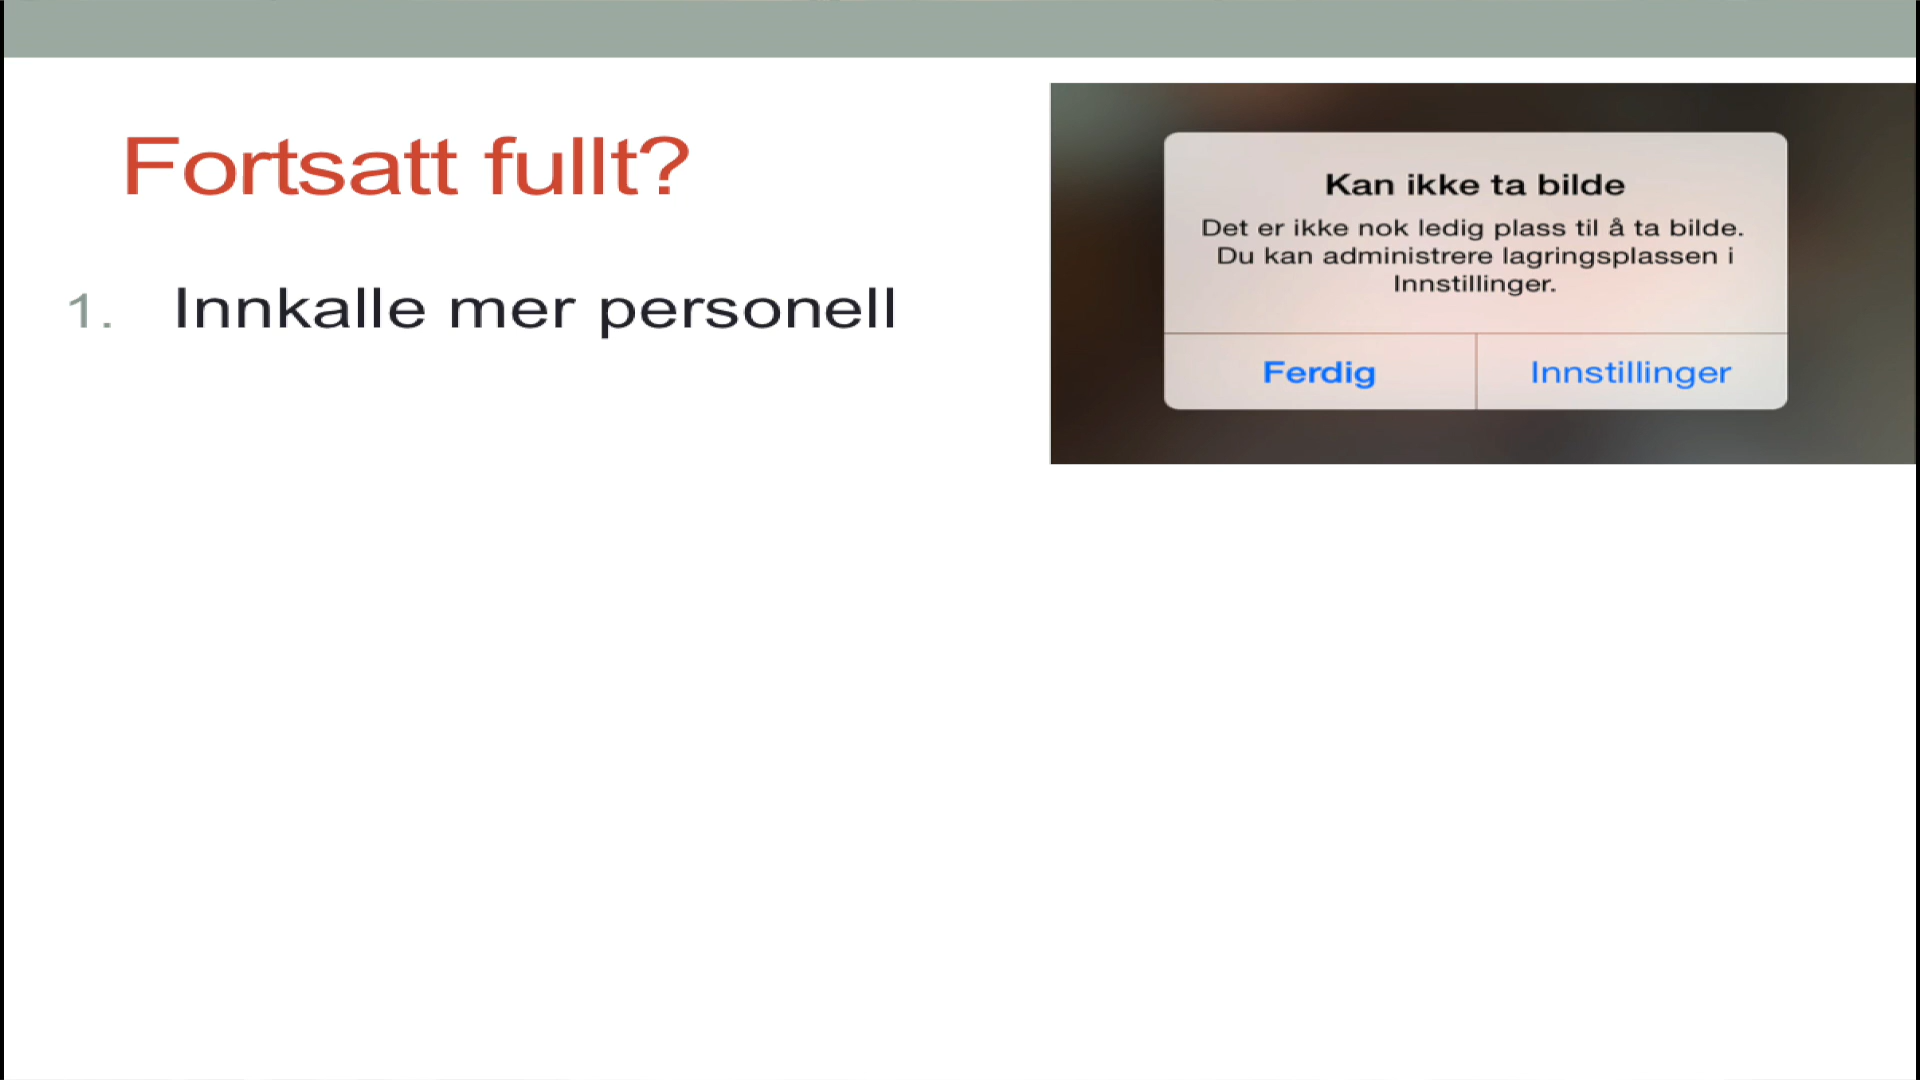 Fortsatt fullt?
1. Innkalle mer personell
Kan ikke ta bilde
Det er ikke nok ledig plass til å ta bilde.
Du kan administrere lagringsplassen i
Innstillinger.
Ferdig
Innstillinger